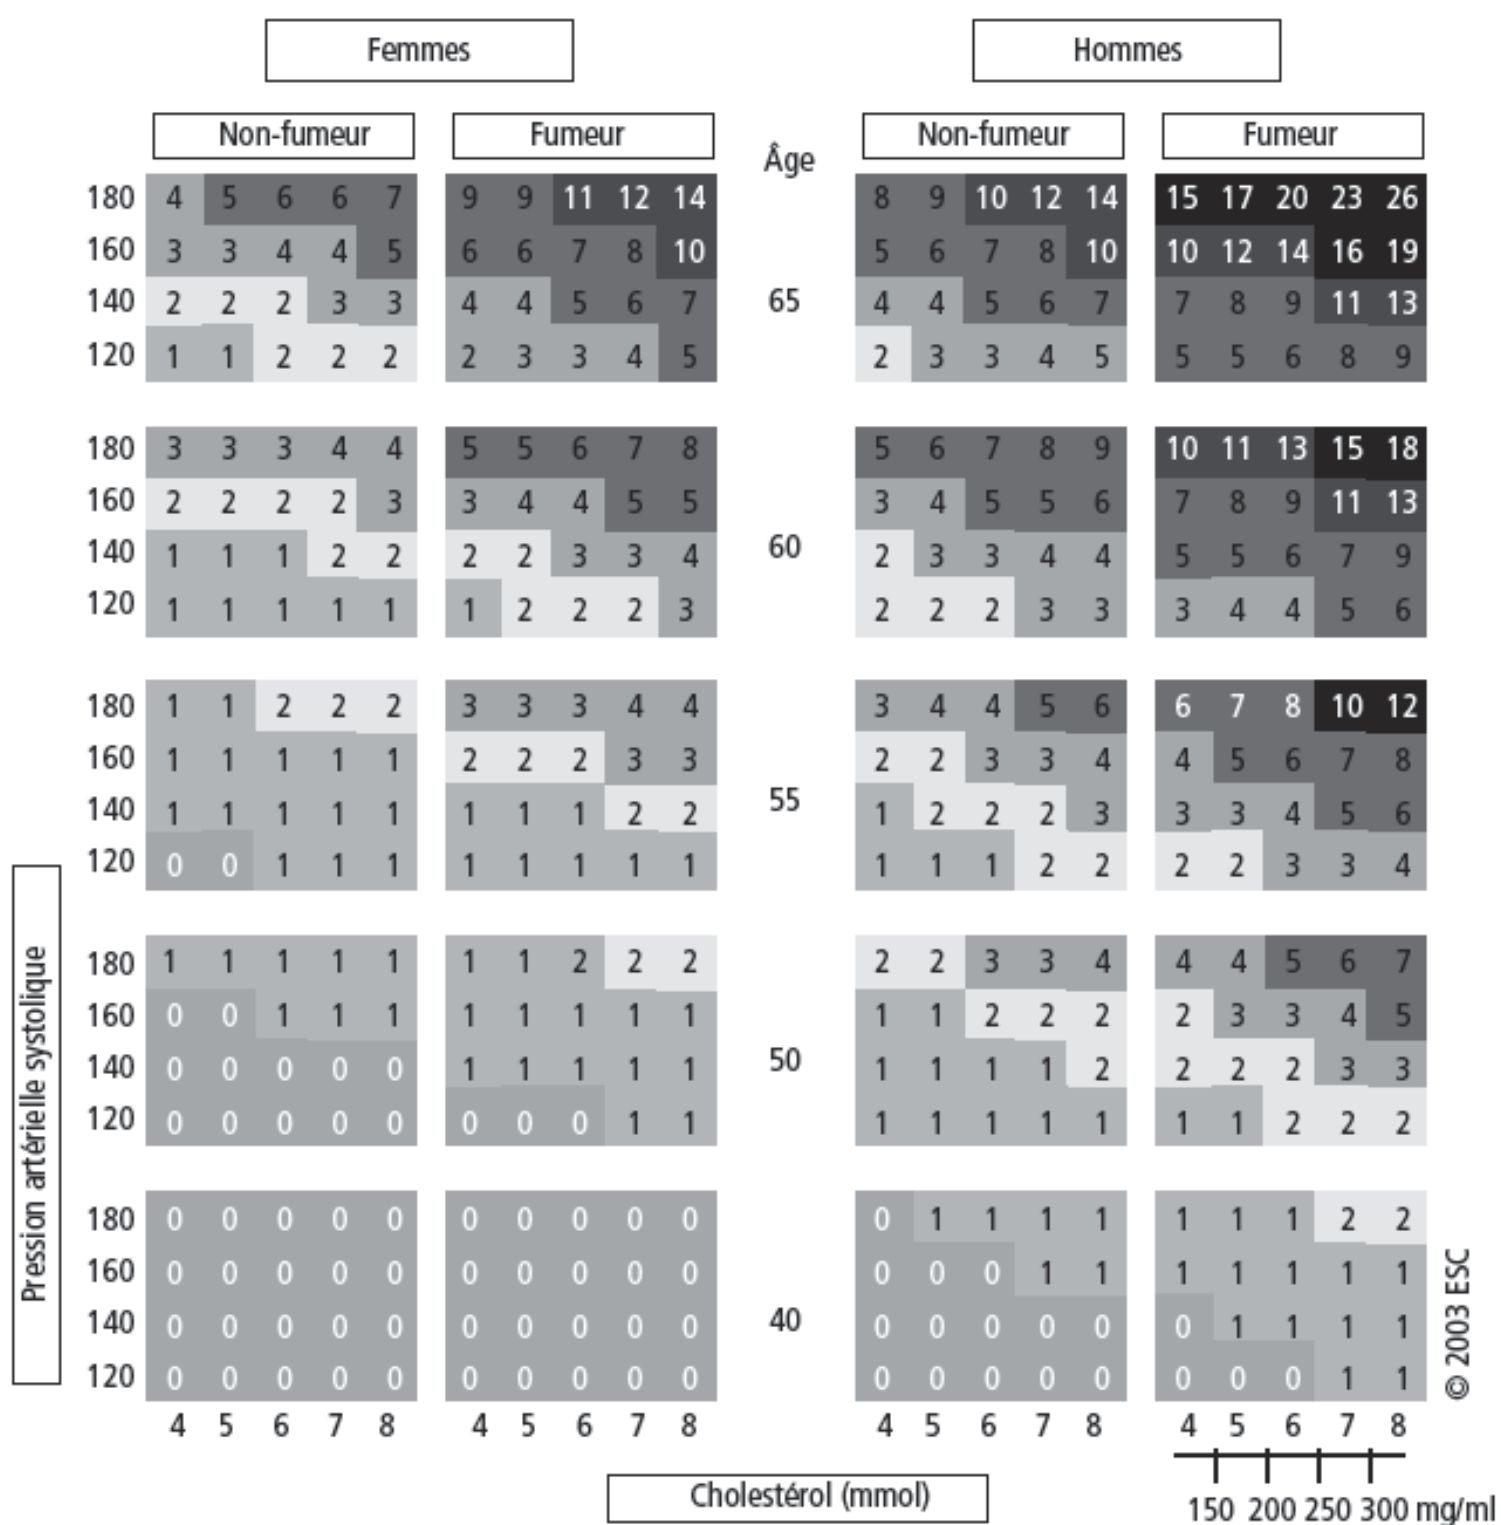 Femmes Hommes
Non-fumeur Fumeur Âge Non-fumeur Fumeur
180 4 5 6 6 7 9 9 11 12 14 8 9 10 12 14 15 17 20 23 26
160 3 3 4 4 5 6 6 7 8 10 5 6 7 8 10 10 12 14 16 19
140 2 2 2 3 3 4 4 5 6 7 65 4 4 5 6 7 7 8 9 11 13
120 1 1 2 2 2 2 3 3 4 5 2 3 3 4 5 5 5 6 8 9
180 3 3 3 4 4 5 5 6 7 8 5 6 7 8 9 10 11 13 15 18
160 2 2 2 2 3 3 4 4 5 5 3 4 5 5 6 7 8 9 11 13
140 1 1 1 2 2 2 2 3 3 4 60 2 3 3 4 4 5 5 6 7 9
120 1 1 1 1 1 1 2 2 2 3 2 2 2 3 3 3 4 4 5 6
180 1 1 2 2 2 3 3 3 4 4 3 4 4 5 6 6 7 8 10 12
160 1 1 1 1 1 2 2 2 3 3 2 2 3 3 4 4 5 6 7 8
140 1 1 1 1 1 1 1 1 2 2 55 1 2 2 2 3 3 3 4 5 6
120 0 0 1 1 1 1 1 1 1 1 1 1 1 2 2 2 2 3 3 4
180 1 1 1 1 1 1 1 2 2 2 2 2 3 3 4 4 4 5 6 7
160 0 0 1 1 1 1 1 1 1 1 1 1 2 2 2 2 3 3 4 5
140 0 0 0 0 0 1 1 1 1 1 50 1 1 1 1 2 2 2 2 3 3
120 0 0 0 0 0 0 0 0 1 1 1 1 1 1 1 1 1 2 2 2
180 0 0 0 0 0 0 0 0 0 0 0 1 1 1 1 1 1 1 2 2
160 0 0 0 0 0 0 0 0 0 0 0 0 0 1 1 1 1 1 1 1
140 0 0 0 0 0 0 0 0 0 0 40 0 0 0 0 0 0 1 1 1 1
120 0 0 0 0 0 0 0 0 0 0 0 0 0 0 0 0 0 0 1 1
4 5 6 7 8 4 5 6 7 8 4 5 6 7 8 4 5 6 7 8
Pression artérielle systolique
© 2003 ESC
Cholestérol (mmol)
150 200 250 300 mg/ml